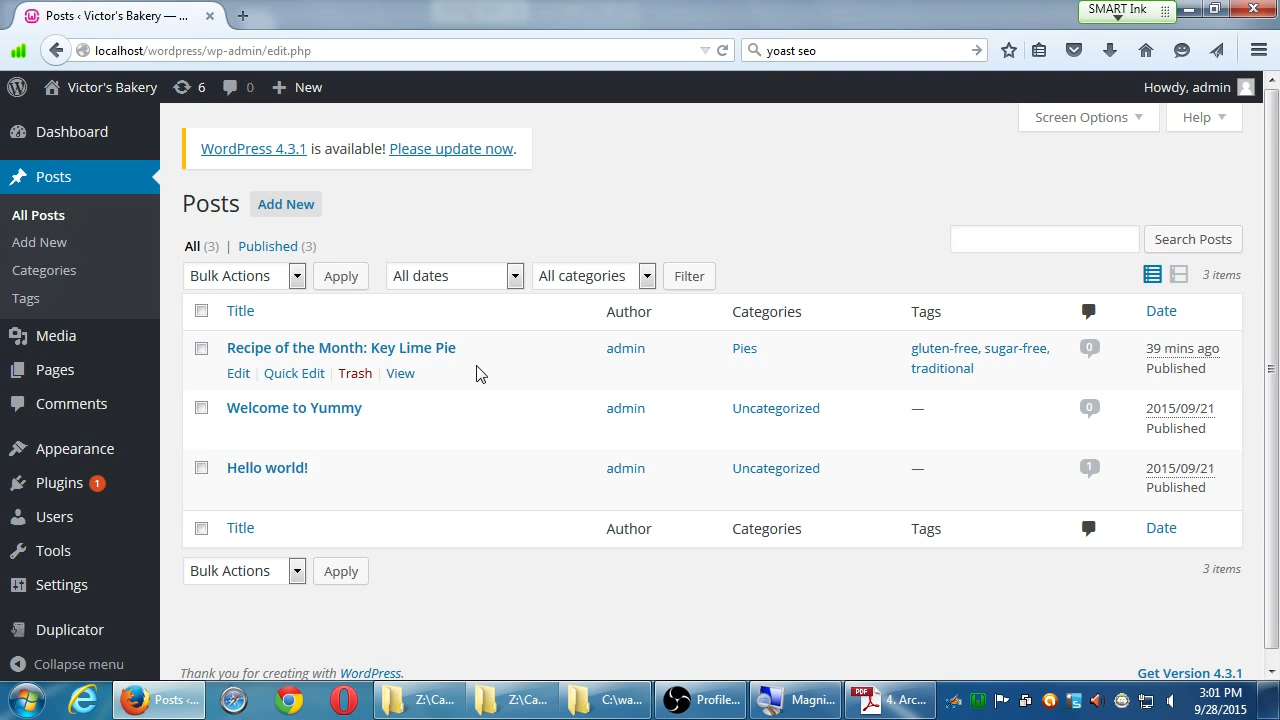 Posts ‹ Victor's Bakery — ...
SMART Ink
localhost/wordpress/wp-admin/edit.php
yoast seo
Victor's Bakery 6 0 New
Howdy, admin
Dashboard
Posts
All Posts
Add New
Categories
Tags
Media
Pages
Comments
Appearance
Plugins 1
Users
Tools
Settings
Duplicator
Collapse menu
Screen Options Help
WordPress 4.3.1 is available! Please update now.
Posts Add New
All (3) | Published (3)
Search Posts
Bulk Actions Apply All dates All categories Filter 3 items
Title Author Categories Tags Date
Recipe of the Month: Key Lime Pie admin Pies gluten-free, sugar-free, 0 39 mins ago
Edit | Quick Edit | Trash | View traditional Published
Welcome to Yummy admin Uncategorized — 0 2015/09/21
Published
Hello world! admin Uncategorized — 1 2015/09/21
Published
Title Author Categories Tags Date
Bulk Actions Apply 3 items
Thank you for creating with WordPress. Get Version 4.3.1
Posts ‹... Z:\Ca... Z:\Ca... C:\wa... Profile... Magni... PDF 4. Arc...
3:01 PM
9/28/2015